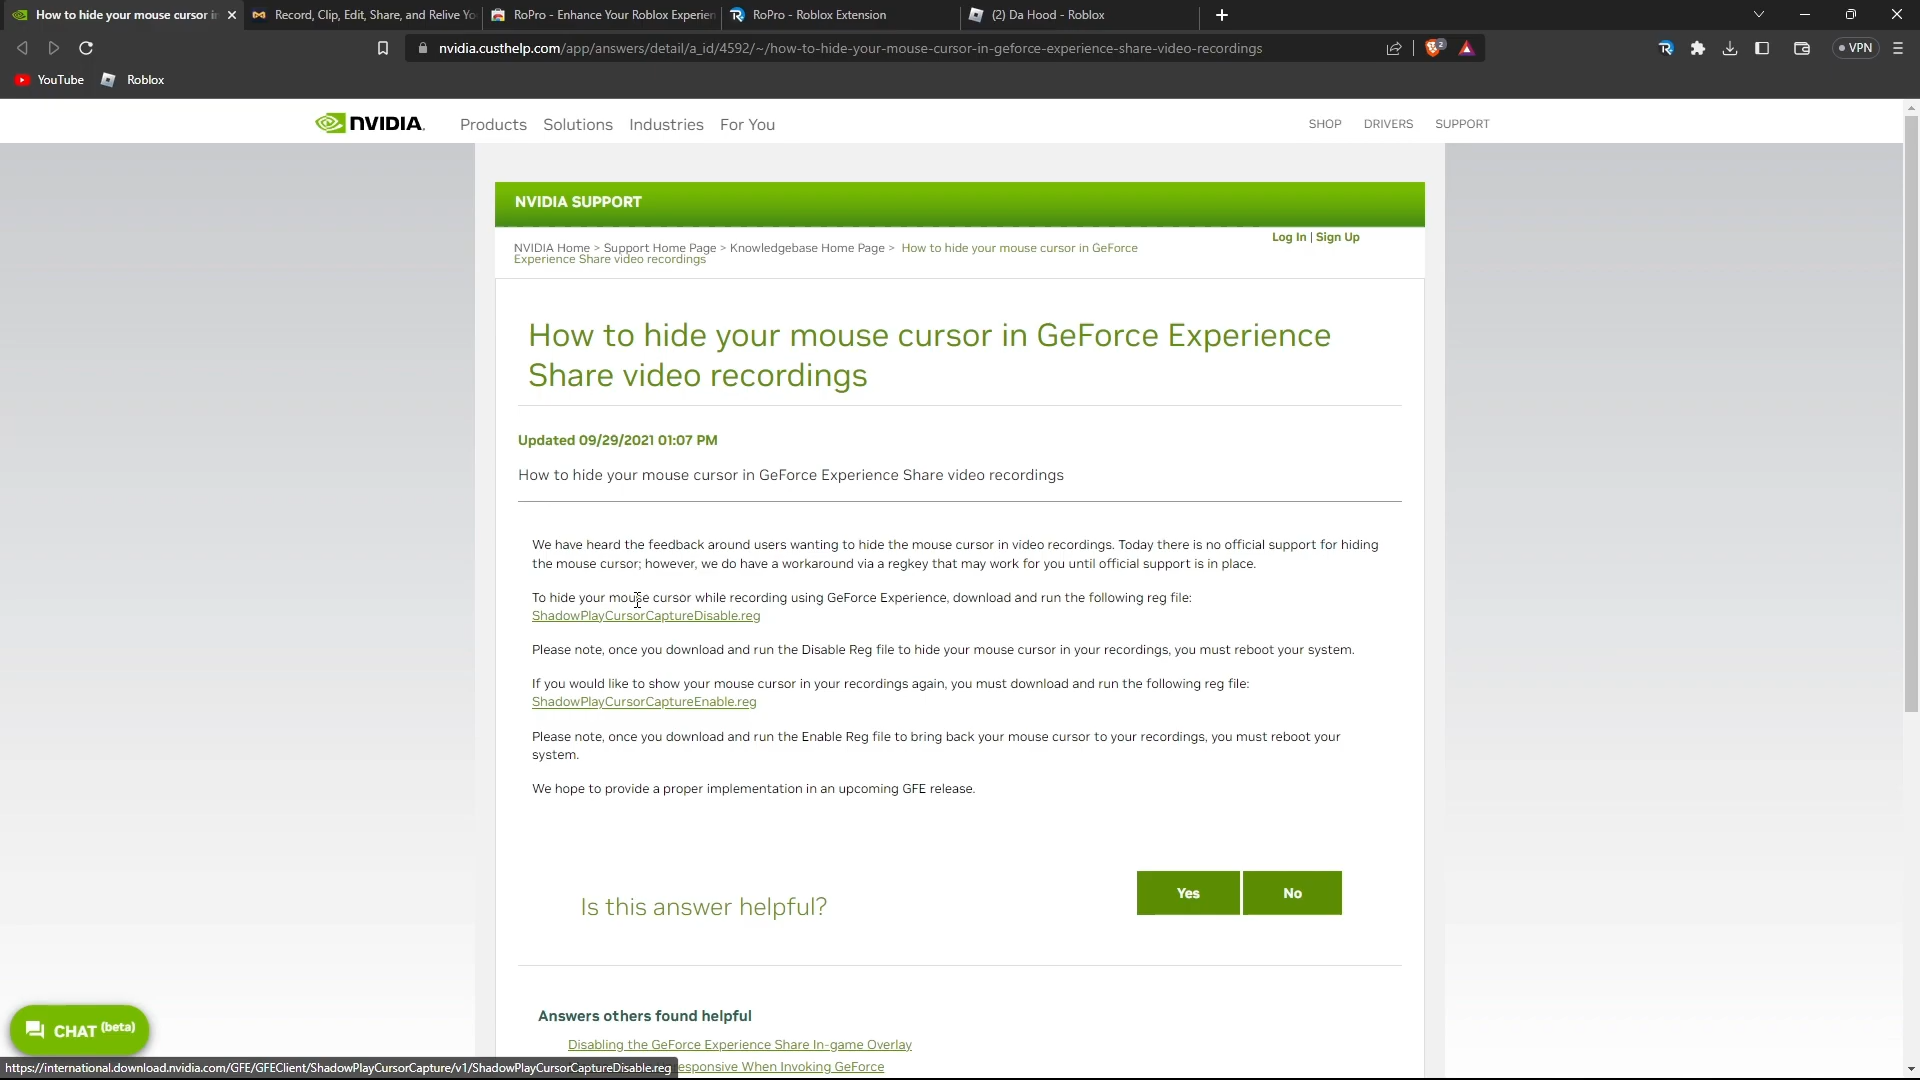 How to hide your mouse cursor in
Record, Clip, Edit, Share, and Relive Yo
RoPro - Enhance Your Roblox Experien
RoPro - Roblox Extension
(2) Da Hood - Roblox
nvidia.custhelp.com/app/answers/detail/a_id/4592/~/how-to-hide-your-mouse-cursor-in-geforce-experience-share-video-recordings
2
VPN
YouTube
Roblox
NVIDIA.
Products
Solutions
Industries
For You
SHOP
DRIVERS
SUPPORT
NVIDIA SUPPORT
NVIDIA Home > Support Home Page > Knowledgebase Home Page > How to hide your mouse cursor in GeForce
Experience Share video recordings
Log In | Sign Up
How to hide your mouse cursor in GeForce Experience
Share video recordings
Updated 09/29/2021 01:07 PM
How to hide your mouse cursor in GeForce Experience Share video recordings
We have heard the feedback around users wanting to hide the mouse cursor in video recordings. Today there is no official support for hiding
the mouse cursor; however, we do have a workaround via a regkey that may work for you until official support is in place.
To hide your mouse cursor while recording using GeForce Experience, download and run the following reg file:
ShadowPlayCursorCaptureDisable.reg
Please note, once you download and run the Disable Reg file to hide your mouse cursor in your recordings, you must reboot your system.
If you would like to show your mouse cursor in your recordings again, you must download and run the following reg file:
ShadowPlayCursorCaptureEnable.reg
Please note, once you download and run the Enable Reg file to bring back your mouse cursor to your recordings, you must reboot your
system.
We hope to provide a proper implementation in an upcoming GFE release.
Is this answer helpful?
Yes
No
Answers others found helpful
Disabling the GeForce Experience Share In-game Overlay
esponsive When Invoking GeForce
CHAT (beta)
https://international.download.nvidia.com/GFE/GFEClient/ShadowPlayCursorCapture/v1/ShadowPlayCursorCaptureDisable.reg